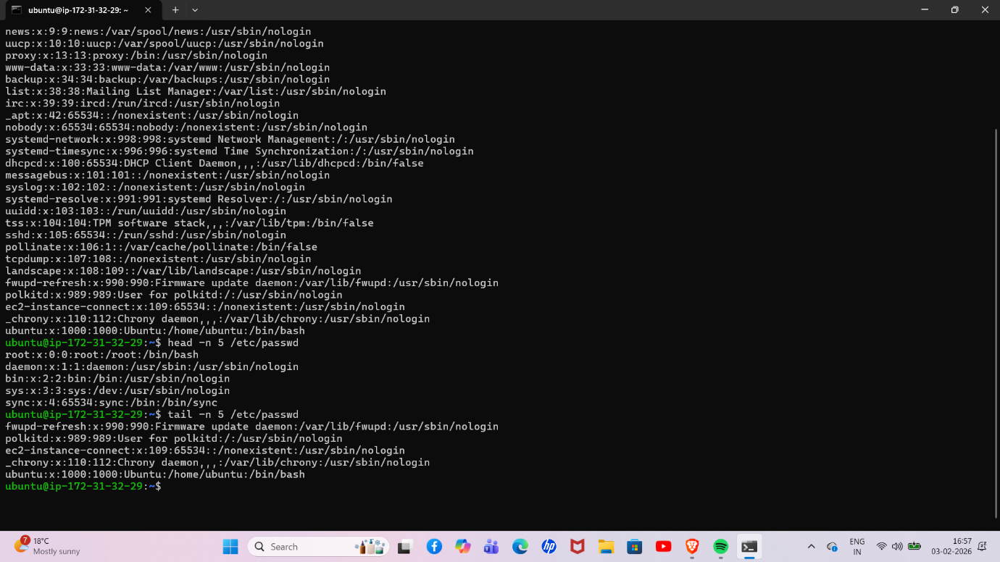 ubuntu@ip-172-31-32-29: ~
news:x:9:9:news:/var/spool/news:/usr/sbin/nologin
uucp:x:10:10:uucp:/var/spool/uucp:/usr/sbin/nologin
proxy:x:13:13:proxy:/bin:/usr/sbin/nologin
www-data:x:33:33:www-data:/var/www:/usr/sbin/nologin
backup:x:34:34:backup:/var/backups:/usr/sbin/nologin
list:x:38:38:Mailing List Manager:/var/list:/usr/sbin/nologin
irc:x:39:39:ircd:/run/ircd:/usr/sbin/nologin
_apt:x:42:65534::/nonexistent:/usr/sbin/nologin
nobody:x:65534:65534:nobody:/nonexistent:/usr/sbin/nologin
systemd-network:x:998:998:systemd Network Management:/:/usr/sbin/nologin
systemd-timesync:x:996:996:systemd Time Synchronization:/:/usr/sbin/nologin
dhcpcd:x:100:65534:DHCP Client Daemon,,,:/usr/lib/dhcpcd:/bin/false
messagebus:x:101:101::/nonexistent:/usr/sbin/nologin
syslog:x:102:102::/nonexistent:/usr/sbin/nologin
systemd-resolve:x:991:991:systemd Resolver:/:/usr/sbin/nologin
uuidd:x:103:103::/run/uuidd:/usr/sbin/nologin
tss:x:104:104:TPM software stack,,,:/var/lib/tpm:/bin/false
sshd:x:105:65534::/run/sshd:/usr/sbin/nologin
pollinate:x:106:1::/var/cache/pollinate:/bin/false
tcpdump:x:107:108::/nonexistent:/usr/sbin/nologin
landscape:x:108:109::/var/lib/landscape:/usr/sbin/nologin
fwupd-refresh:x:990:990:Firmware update daemon:/var/lib/fwupd:/usr/sbin/nologin
polkitd:x:989:989:User for polkitd:/:/usr/sbin/nologin
ec2-instance-connect:x:109:65534::/nonexistent:/usr/sbin/nologin
_chrony:x:110:112:Chrony daemon,,,:/var/lib/chrony:/usr/sbin/nologin
ubuntu:x:1000:1000:Ubuntu:/home/ubuntu:/bin/bash
ubuntu@ip-172-31-32-29:~$ head -n 5 /etc/passwd
root:x:0:0:root:/root:/bin/bash
daemon:x:1:1:daemon:/usr/sbin:/usr/sbin/nologin
bin:x:2:2:bin:/bin:/usr/sbin/nologin
sys:x:3:3:sys:/dev:/usr/sbin/nologin
sync:x:4:65534:sync:/bin:/bin/sync
ubuntu@ip-172-31-32-29:~$ tail -n 5 /etc/passwd
fwupd-refresh:x:990:990:Firmware update daemon:/var/lib/fwupd:/usr/sbin/nologin
polkitd:x:989:989:User for polkitd:/:/usr/sbin/nologin
ec2-instance-connect:x:109:65534::/nonexistent:/usr/sbin/nologin
_chrony:x:110:112:Chrony daemon,,,:/var/lib/chrony:/usr/sbin/nologin
ubuntu:x:1000:1000:Ubuntu:/home/ubuntu:/bin/bash
ubuntu@ip-172-31-32-29:~$
7
18°C
Mostly sunny
Search
hp
ENG
IN
16:57
03-02-2026